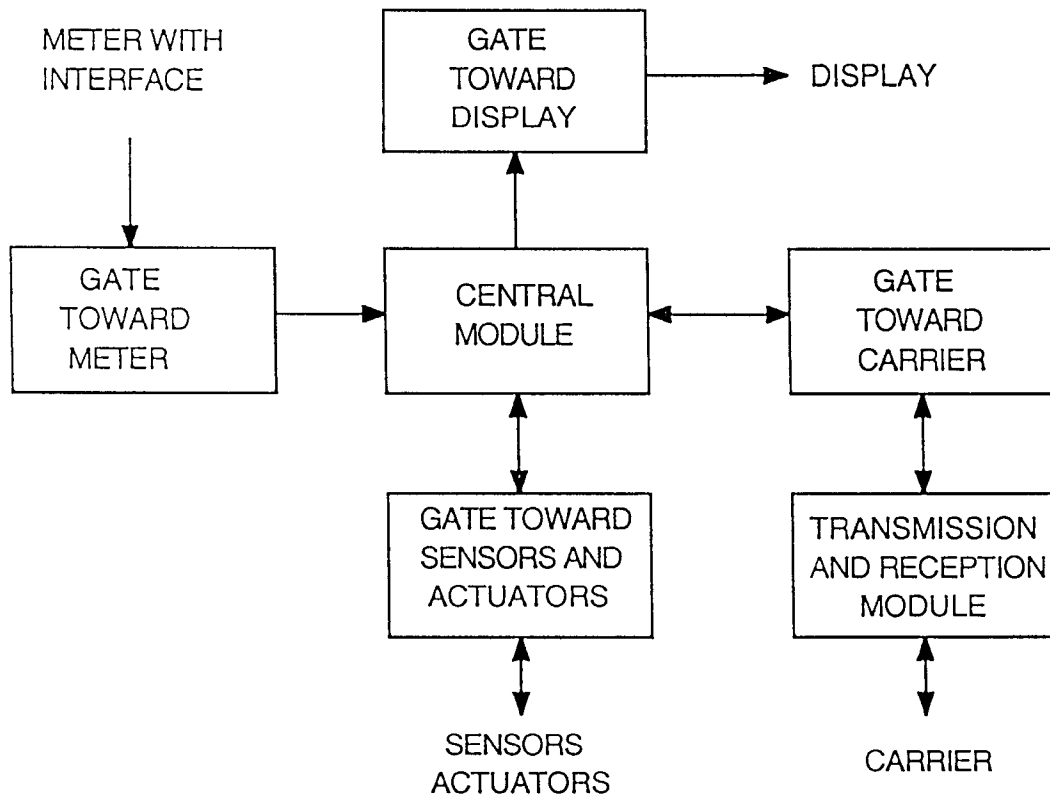 METER WITH
INTERFACE
GATE
TOWARD
DISPLAY
DISPLAY
GATE
TOWARD
METER
CENTRAL
MODULE
GATE
TOWARD
CARRIER
GATE TOWARD
SENSORS AND
ACTUATORS
TRANSMISSION
AND RECEPTION
MODULE
SENSORS
ACTUATORS
CARRIER